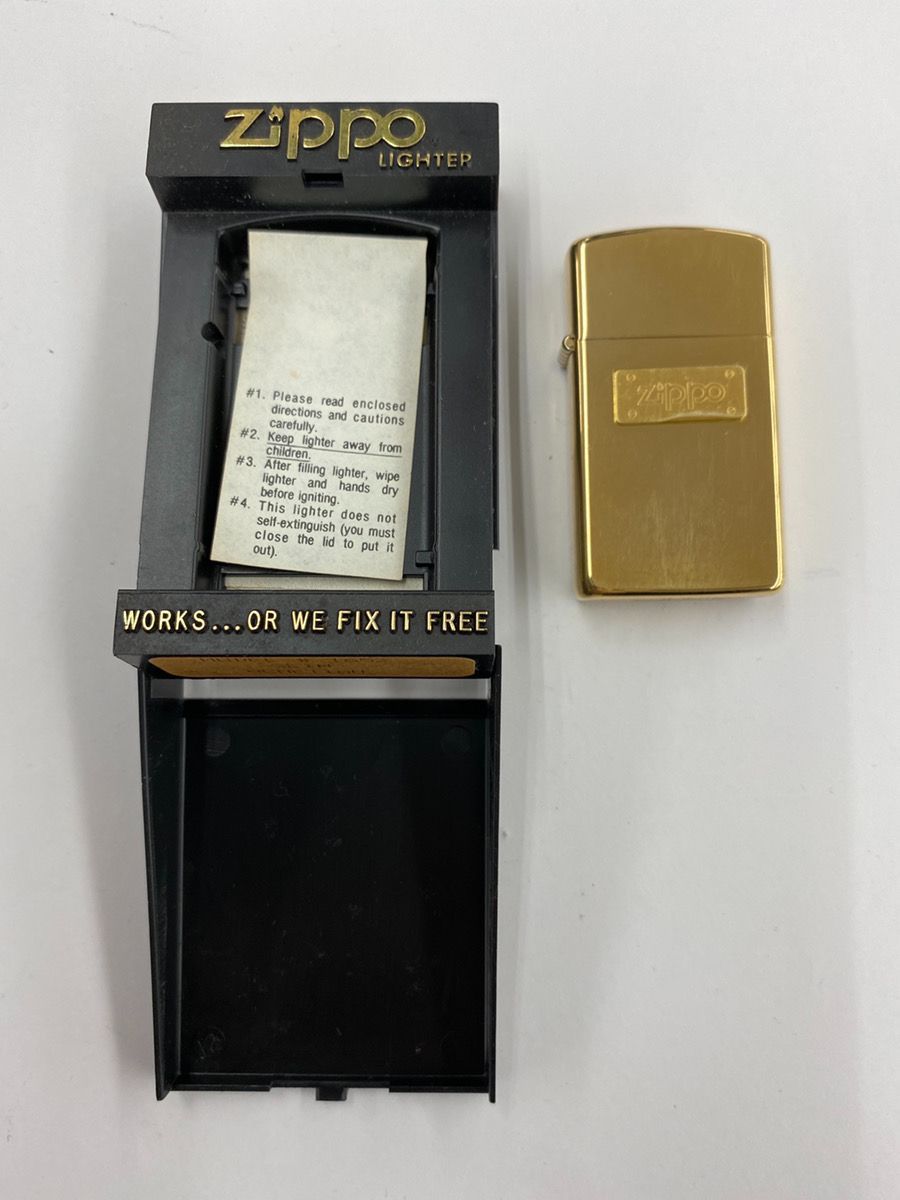 Zippo
LIGHTER
#1. Please read enclosed
directions and cautions
carefully.
#2. Keep lighter away from
children.
#3. After filling lighter, wipe
lighter and hands dry
before igniting.
#4. This lighter does not
self-extinguish (you must
close the lid to put it
out).
WORKS...OR WE FIX IT FREE
Zippo